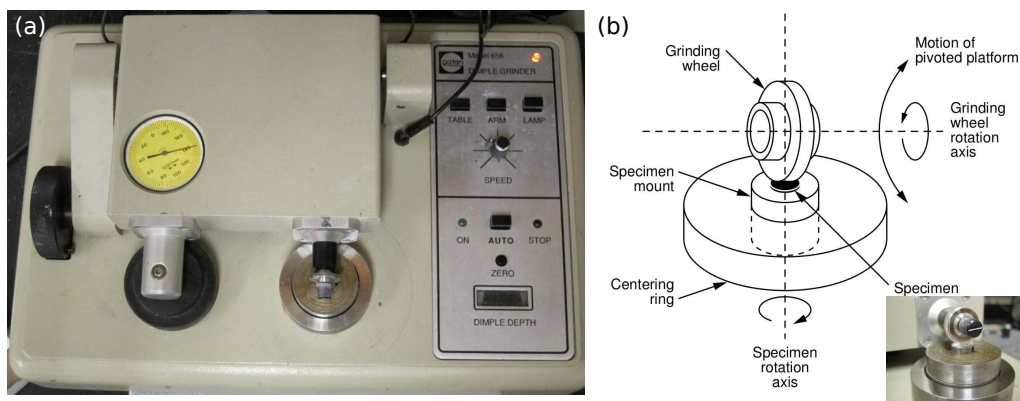 (a)
gatan
Model 656
DIMPLE GRINDER
TABLE ARM LAMP
SPEED
ON AUTO STOP
ZERO
DIMPLE DEPTH
(b)
Grinding
wheel
Motion of
pivoted platform
Grinding
wheel
rotation
axis
Specimen
mount
Centering
ring
Specimen
Specimen
rotation
axis